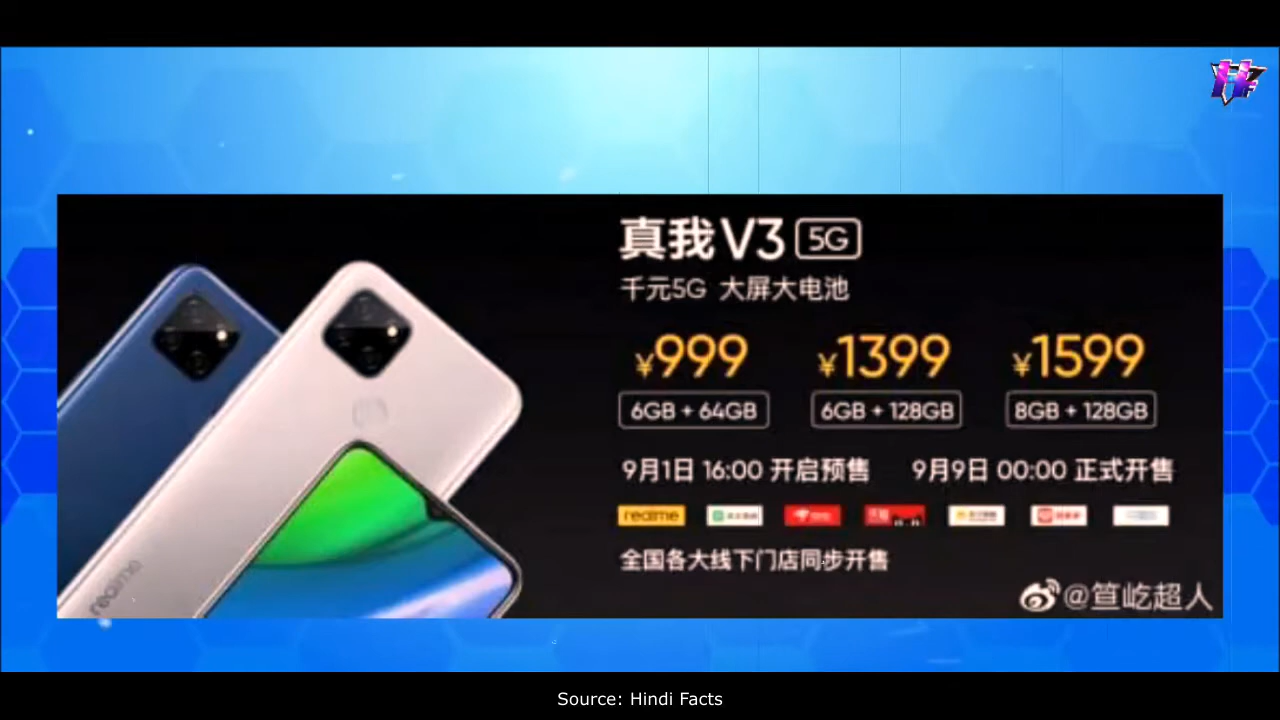 真我V3 5G
千元5G 大屏大电池
¥999 ¥1399 ¥1599
6GB + 64GB 6GB + 128GB 8GB + 128GB
9月1日 16:00 开启预售 9月9日 00:00 正式开售
realme
全国各大线下门店同步开售
@笪屹超人
realme
Source: Hindi Facts